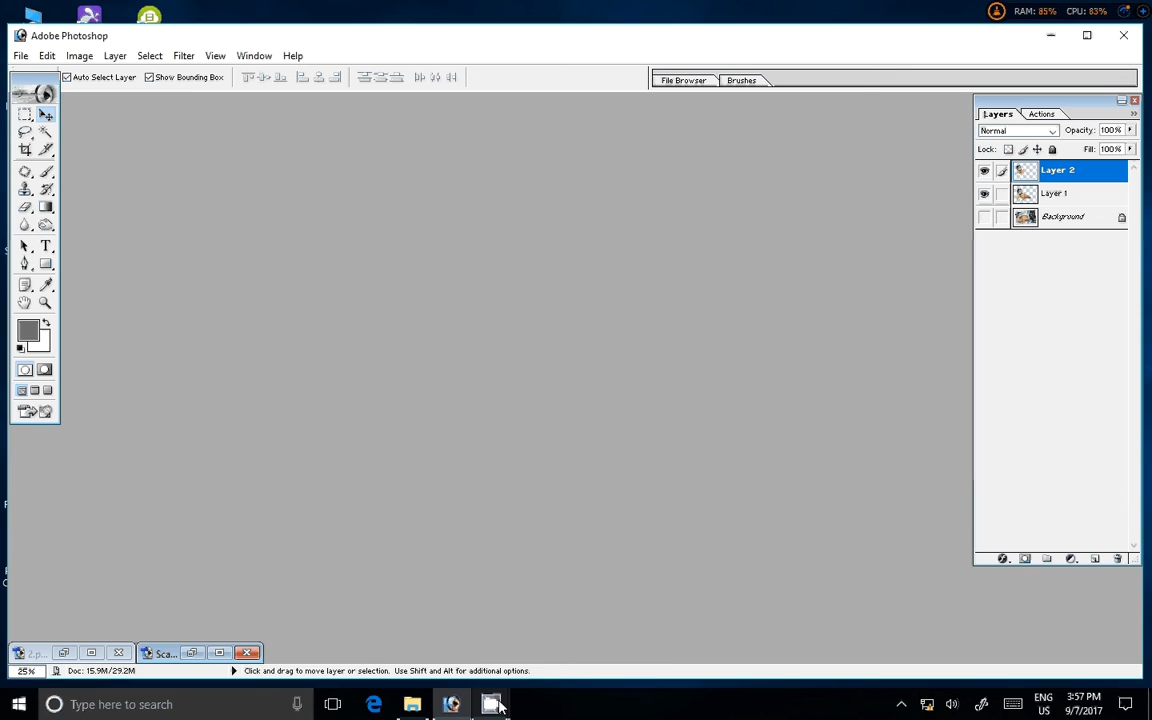 RAM: 85% CPU: 83%
Adobe Photoshop
File Edit Image Layer Select Filter View Window Help
Auto Select Layer Show Bounding Box
File Browser Brushes
Layers Actions
Normal Opacity: 100%
Lock: Fill: 100%
Layer 2
Layer 1
Background
T
2.p... Sca...
25% Doc: 15.9M/29.2M Click and drag to move layer or selection. Use Shift and Alt for additional options.
Type here to search
ENG
US
3:57 PM
9/7/2017